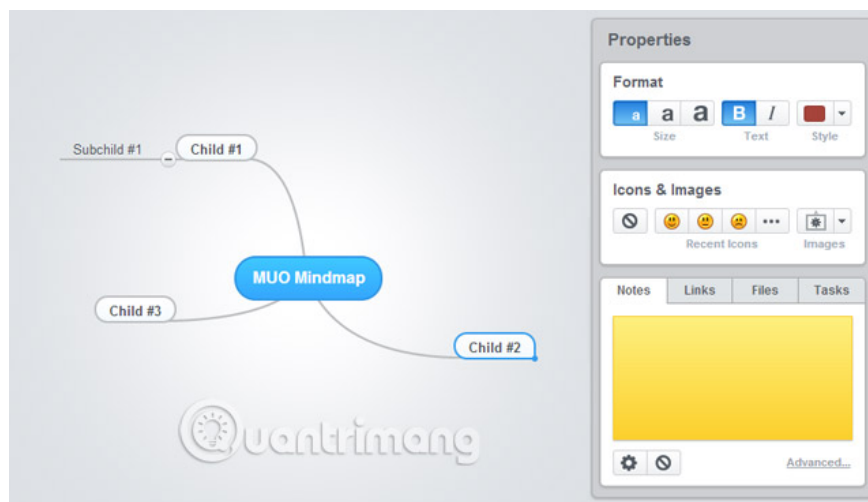 Properties
Format
a a a B I
Size Text Style
Subchild #1
Child #1
Icons & Images
Recent Icons Images
MUO Mindmap
Notes Links Files Tasks
Child #3
Child #2
Quantrimang
Advanced...